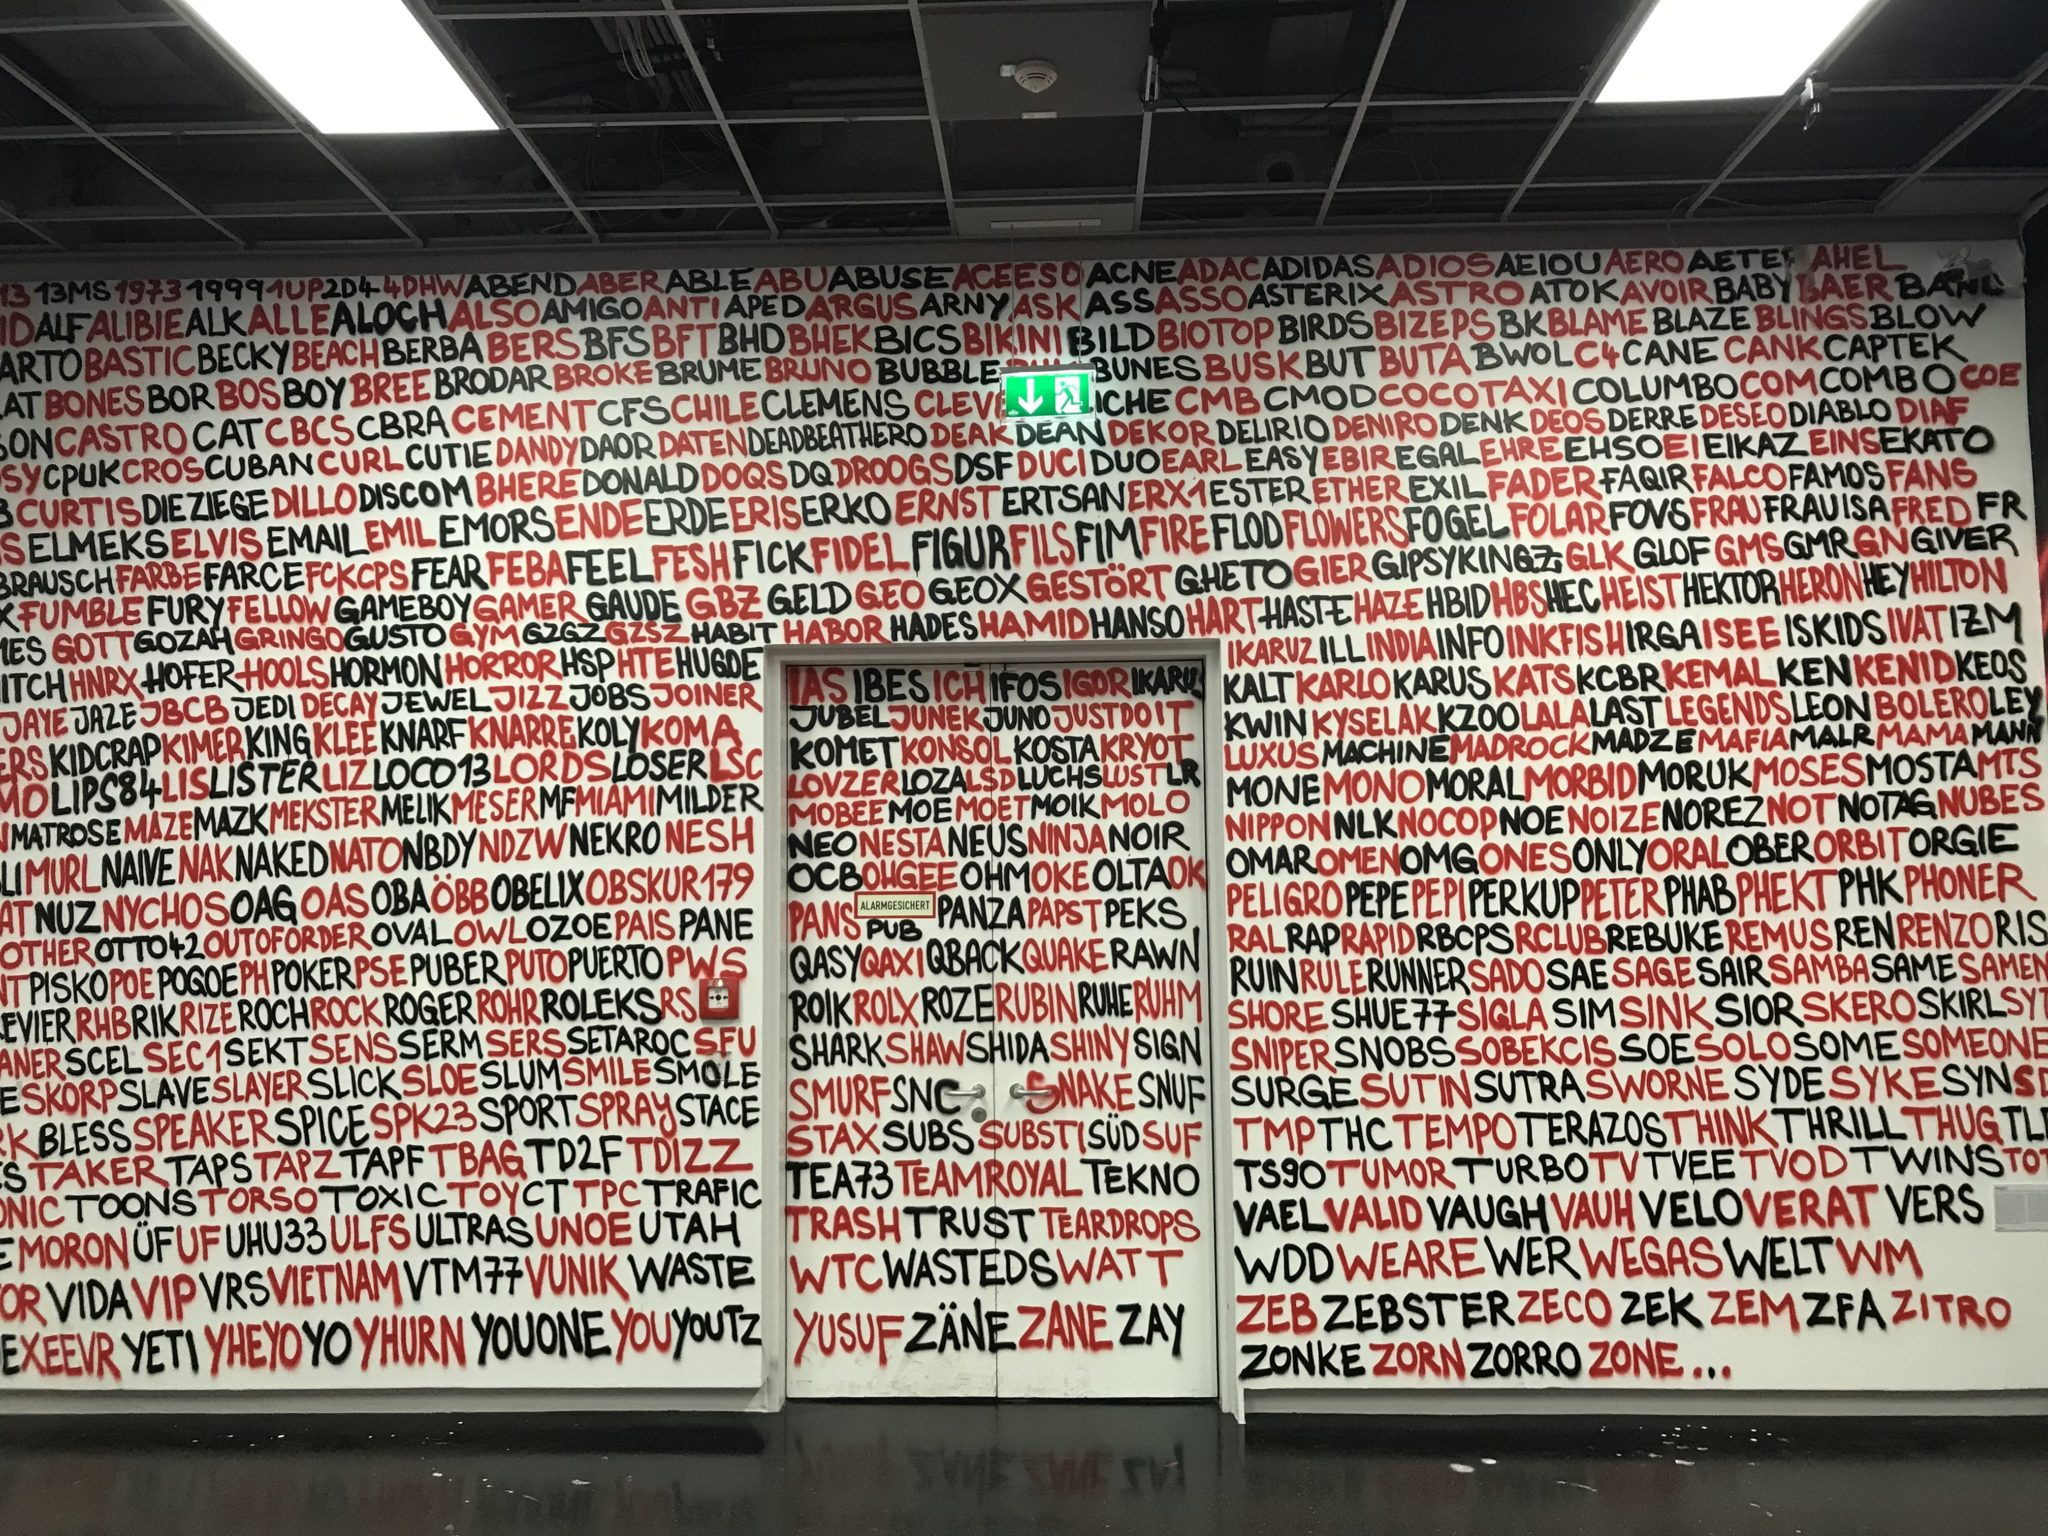 13 13MS 1973 1999 1UP 2D4 4DHW ABEND ABER ABLE ABU ABUSE ACEESO ACNE ADAC ADIDAS ADIOS AEIOU AERO AHEL
ALF ALIBIE ALK ALLE ALOCH ALSO AMIGO ANTI APED ARGUS ARNY ASK ASS ASSO ASTERIX ASTRO ATOK AVOIR BABY BAER
BASTIC BECKY BEACH BERBA BERS BFS BFT BHD BHEK BICS BIKINI BILD BIOTOP BIRDS BIZEPS BK BLAME BLAZE BLINGS BLOW
BONES BOR BOS BOY BREE BRODAR BROKE BRUME BRUNO BUBBLE BUNES BUSK BUT BUTA BWOL C4 CANE CANK CAPTEK
CASTRO CAT CBCS CBRA CEMENT CFS CHILE CLEMENS CMB CMOD COCOTAXI COLUMBO COM COMBO COE
CPUK CROS CUBAN CURL CUTIE DANDY DAOR DATEN DEADBEATHERO DEAK DEAN DEKOR DELIRIO DENIRO DENK DEOS DERRE DESEO DIABLO DIAF
CURTIS DIEZIEGE DILLO DISCOM BHERE DONALD DOQS DQ DROOGS DSF DUCI DUO EARL EASY EBIR EGAL EHRE EHSO EI EIKAZ EINS EKATO
ELMEKS ELVIS EMAIL EMIL EMORS ENDE ERDE ERIS ERKO ERNST ERTSAN ERX1 ESTER ETHER EXIL FADER FAQIR FALCO FAMOS FANS
BRAUSCH FARBE FARCE FCKCPS FEAR FEBA FEEL FESH FICK FIDEL FIGUR FILS FIM FIRE FLOD FLOWERS FOGEL FOLAR FOVS FRAU FRAUISA FRED FR
FUMBLE FURY FELLOW GAMEBOY GAMER GAUDE GBZ GELD GEO GEOX GESTÖRT GHETO GIER GIPSYKINGZ GLK GLOF GMS GMR GN GIVER
GOTT GOZAH GRINGO GUSTO GYM GZGZ GZSZ HABIT HABOR HADES HAMID HANSO HART HASTE HAZE HBID HBS HEC HEIST HEKTOR HERON HEY HILTON
HNRX HOFER HOOLS HORMON HORROR HSP HTE HUGDE IAS IBES ICH IFOS IGOR IKARUZ ILL INDIA INFO INKFISH IRGA ISEE ISKIDS IVAT IZM
JAYE JAZE JBCB JEDI DECAY JEWEL JIZZ JOBS JOINER JUBEL JUNEK JUNO JUSTDOIT KALT KARLO KARUS KATS KCBR KEMAL KEN KENID KEOS
KIDCRAP KIMER KING KLEE KNARF KNARRE KOLY KOMA KOMET KONSOL KOSTA KRYOT KWIN KYSELAK KZOO LALA LAST LEGENDS LEON BOLERO LEY
LIPS84 LIS LISTER LIZ LOCO13 LORDS LOSER LSC LOVZER LOZA LSD LUCHS LUST LR LUXUS MACHINE MADROCK MADZE MAFIA MALR MAMA MANN
MATROSE MAZE MAZK MEKSTER MELIK MESER MF MIAMI MILDER MOBEE MOE MOET MOIK MOLO MONE MONO MORAL MORBID MORUK MOSES MOSTA MTS
MURL NAIVE NAK NAKED NATO NBDY NDZW NEKRO NESH NEO NESTA NEUS NINJA NOIR NIPPON NLK NOCOP NOE NOIZE NOREZ NOT NOTAG NUBES
NUZ NYCHOS OAG OAS OBA ÖBB OBELIX OBSKUR179 OCB OHGEE OHM OKE OLTA OK OMAR OMEN OMG ONES ONLY ORAL OBER ORBIT ORGIE
OTHER OTTO42 OUTOFORDER OVAL OWL OZOE PAIS PANE PANS PUB PANZA PAPST PEKS PELIGRO PEPE PEPI PERKUP PETER PHAB PHEKT PHK PHONER
ALARMGESICHERT
PISKO POE POGOE PH POKER PSE PUBER PUTO PUERTO PWS QASY QAXI QBACK QUAKE RAWN RAL RAP RAPID RBCPS RCLUB REBUKE REMUS REN RENZO RIS
RHB RIK RIZE ROCH ROCK ROGER ROHR ROLEKS RS ROIK ROLX ROZE RUBIN RUHE RUHM RUIN RULE RUNNER SADO SAE SAGE SAIR SAMBA SAME SAMEN
SCEL SEC1 SEKT SENS SERM SERS SETAROC SFU SHARK SHAW SHIDA SHINY SIGN SHORE SHUE77 SIGLA SIM SINK SIOR SKERO SKIRL
SKORP SLAVE SLAYER SLICK SLOE SLUM SMILE SMOLE SMURF SNC SNAKE SNUF SNIPER SNOBS SOBEKCIS SOE SOLO SOME SOMEONE
BLESS SPEAKER SPICE SPK23 SPORT SPRAY STACE STAX SUBS SUBSTI SÜD SUF SURGE SUTIN SUTRA SWORNE SYDE SYKE SYN
TAKER TAPS TAPZ TAPF TBAG TD2F TDIZZ TEA73 TEAMROYAL TEKNO TMP THC TEMPO TERAZOS THINK THRILL THUG
TOONS TORSO TOXIC TOY CT TPC TRAFIC TRASH TRUST TEARDROPS TS90 TUMOR TURBO TV TVEE TVOD TWINS
MORON ÜF UF UHU33 ULFS ULTRAS UNOE UTAH VAEL VALID VAUGH VAUH VELO VERAT VERS
VIDA VIP VRS VIETNAM VTM77 VUNIK WASTE WTC WASTEDS WATT WDD WEARE WER WEGAS WELT WM
XEEVR YETI YHEYO YO YHURN YOUONE YOU YOUTZ YUSUF ZÄNE ZANE ZAY ZEB ZEBSTER ZECO ZEK ZEM ZFA ZITRO
ZONKE ZORN ZORRO ZONE ...